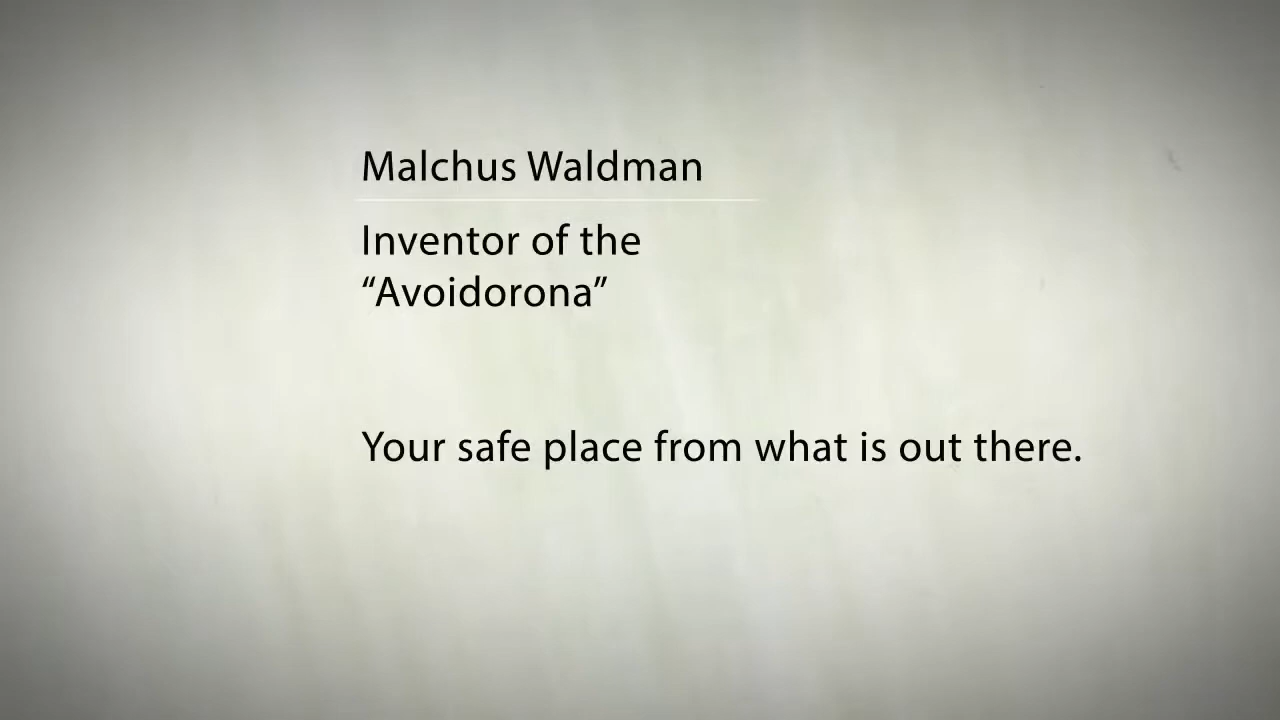 Malchus Waldman
Inventor of the
“Avoidorona”
Your safe place from what is out there.